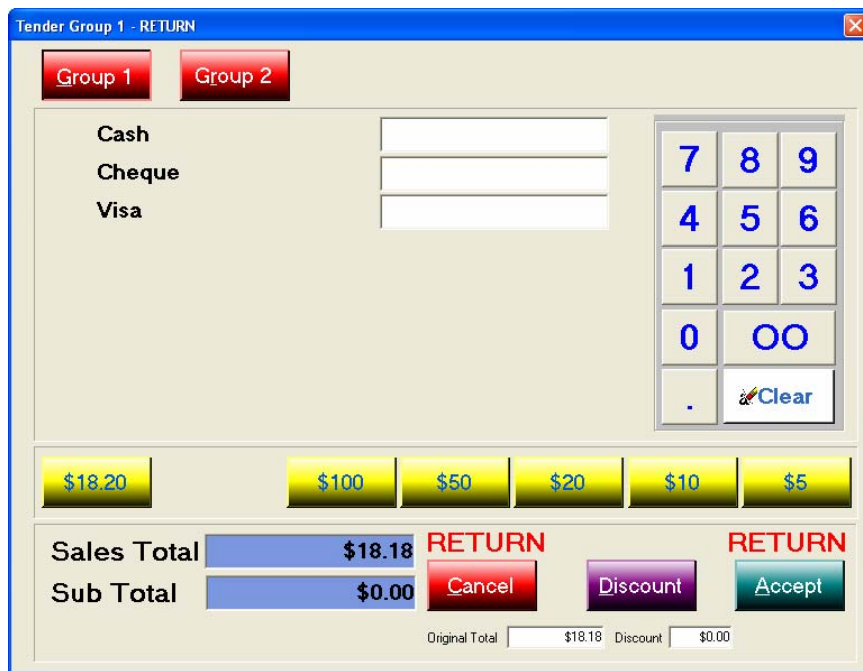 Tender Group 1 - RETURN
Group 1 Group 2
Cash
Cheque
Visa
7 8 9
4 5 6
1 2 3
0 OO
. Clear
$18.20 $100 $50 $20 $10 $5
Sales Total $18.18 RETURN RETURN
Sub Total $0.00 Cancel Discount Accept
Original Total $18.18 Discount $0.00